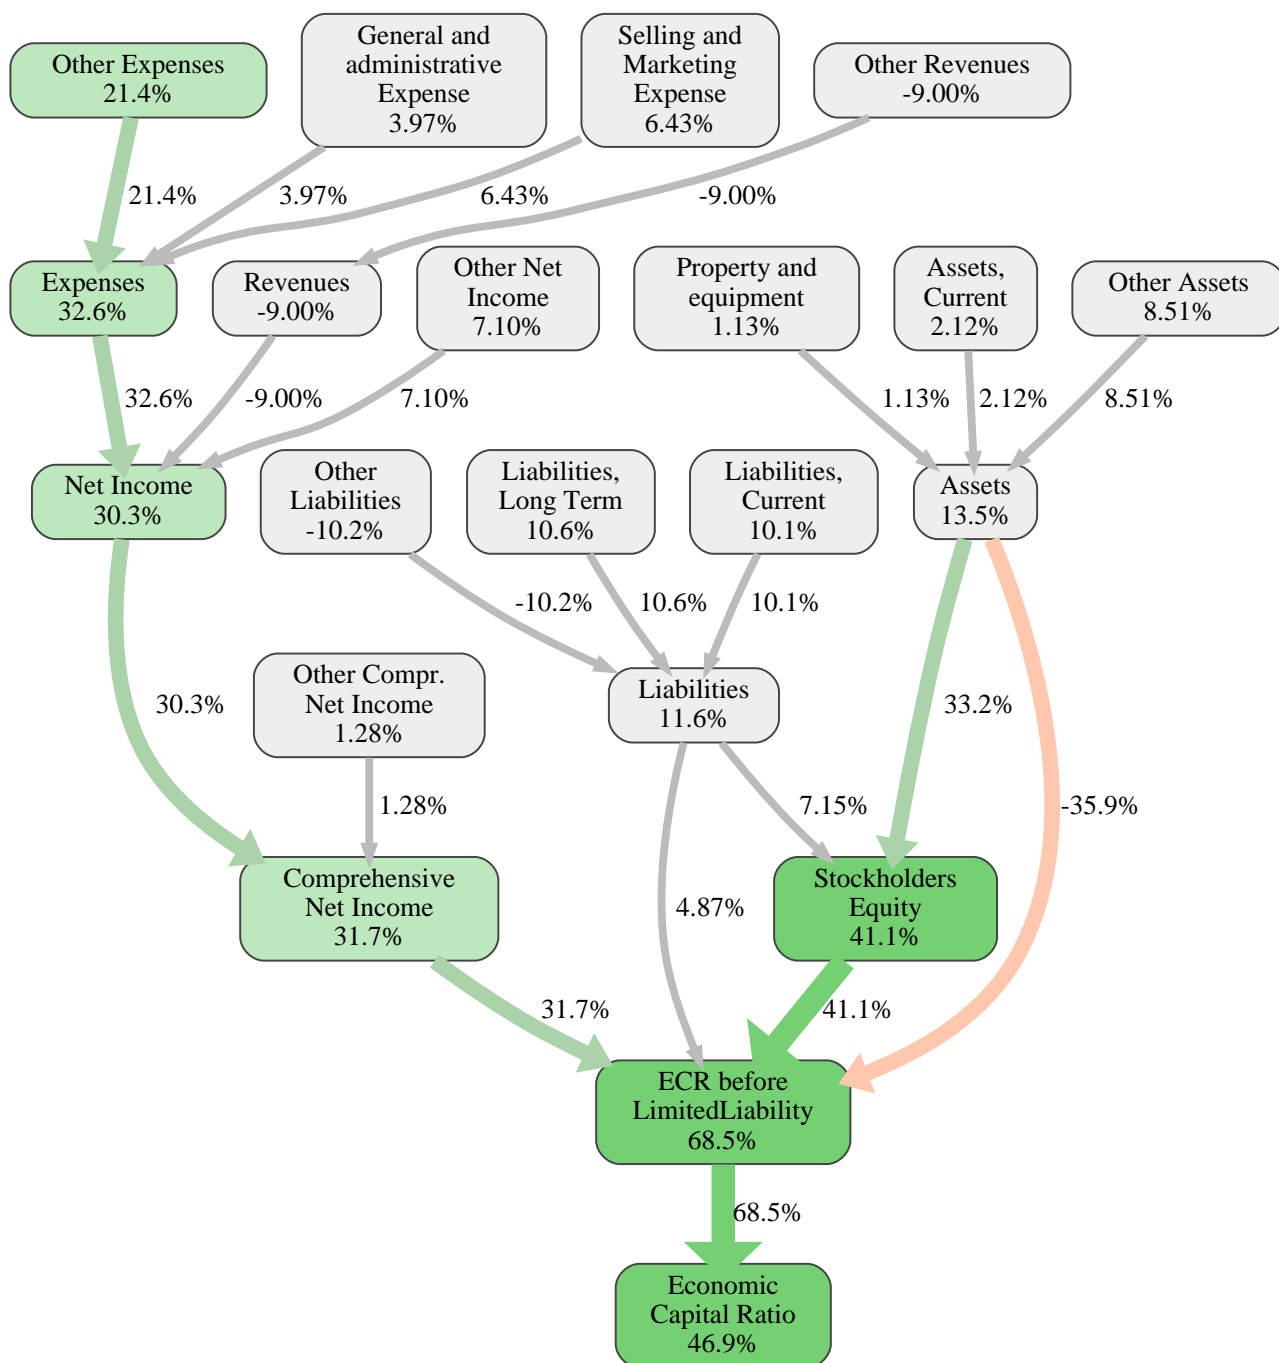 Other Expenses
21.4%
General and
administrative
Expense
3.97%
Selling and
Marketing
Expense
6.43%
Other Revenues
-9.00%
21.4%
3.97%
6.43%
-9.00%
Expenses
32.6%
Revenues
-9.00%
Other Net
Income
7.10%
Property and
equipment
1.13%
Assets,
Current
2.12%
Other Assets
8.51%
32.6%
-9.00%
7.10%
1.13%
2.12%
8.51%
Net Income
30.3%
Other
Liabilities
-10.2%
Liabilities,
Long Term
10.6%
Liabilities,
Current
10.1%
Assets
13.5%
-10.2%
10.6%
10.1%
30.3%
Other Compr.
Net Income
1.28%
Liabilities
11.6%
33.2%
1.28%
7.15%
-35.9%
Comprehensive
Net Income
31.7%
4.87%
Stockholders
Equity
41.1%
31.7%
41.1%
ECR before
LimitedLiability
68.5%
68.5%
Economic
Capital Ratio
46.9%